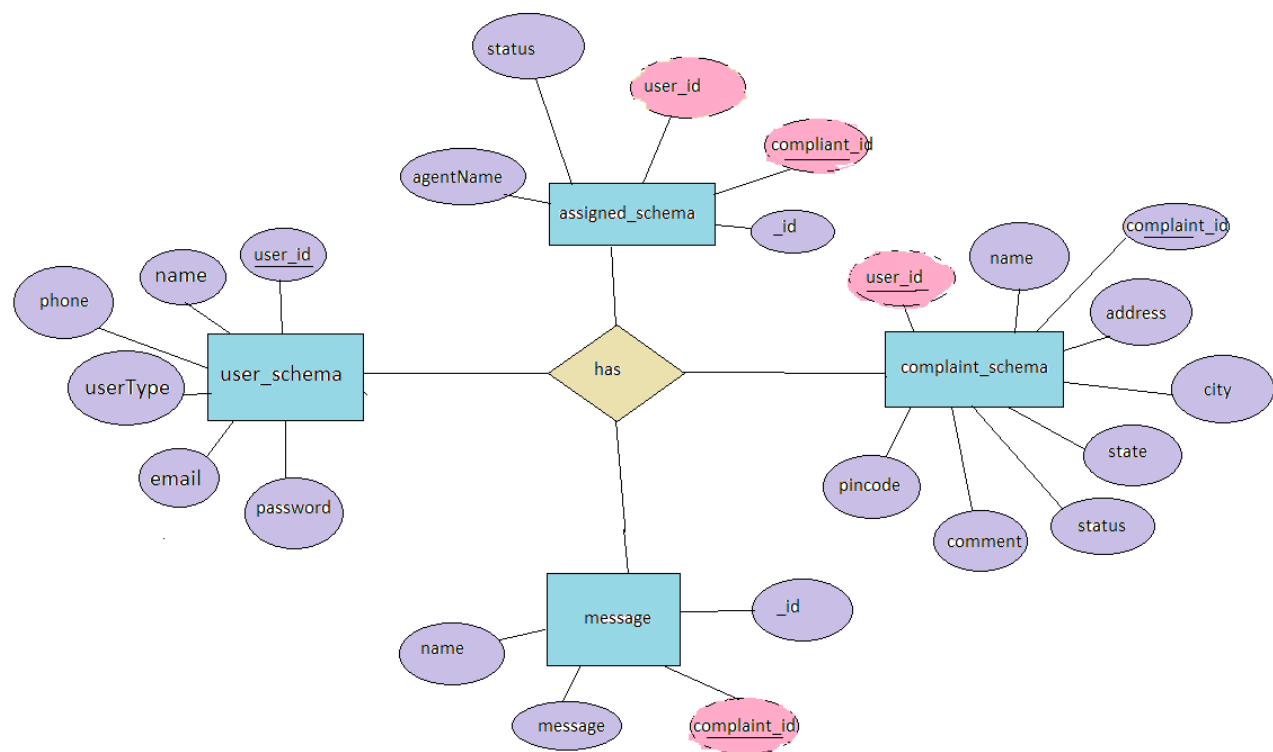 status
user_id
compliant_id
agentName
assigned_schema
_id
complaint_id
user_id
name
user_id
name
phone
address
user_schema
has
complaint_schema
userType
city
email
password
pincode
state
comment
status
message
_id
name
message
complaint_id